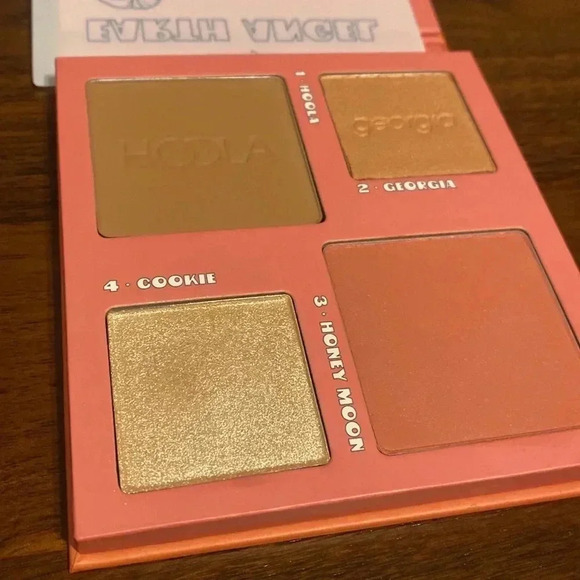 EARTH ANGEL
1 · HOOLA
HOOLA
georgia
2 · GEORGIA
4 · COOKIE
3 · HONEY MOON